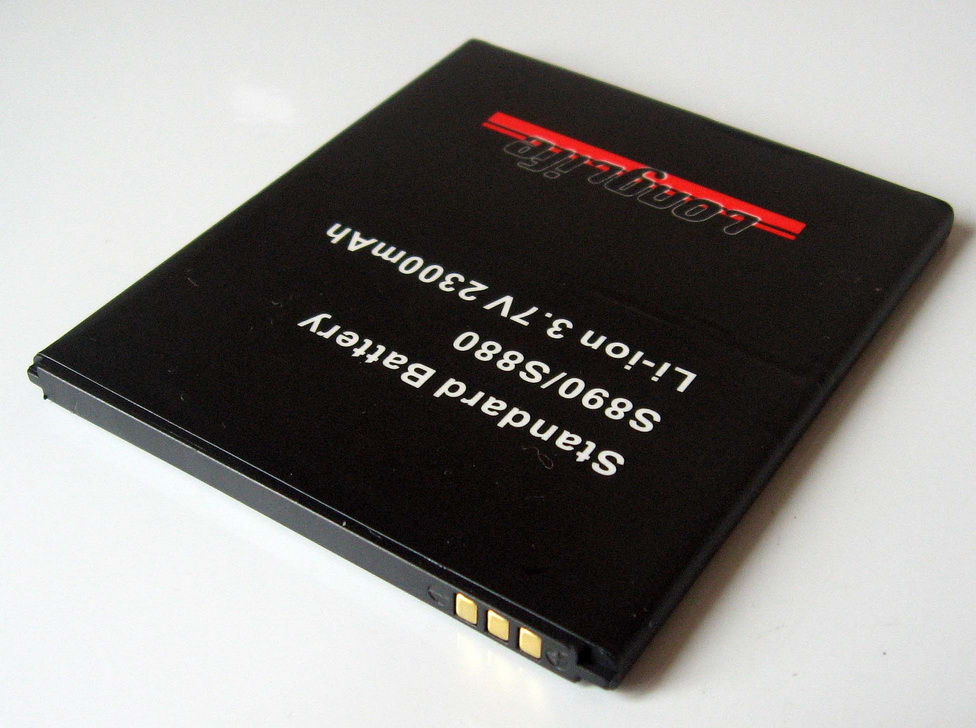 Standard Battery
S890/S880
Li-ion 3.7V 2300mAh
LongLife